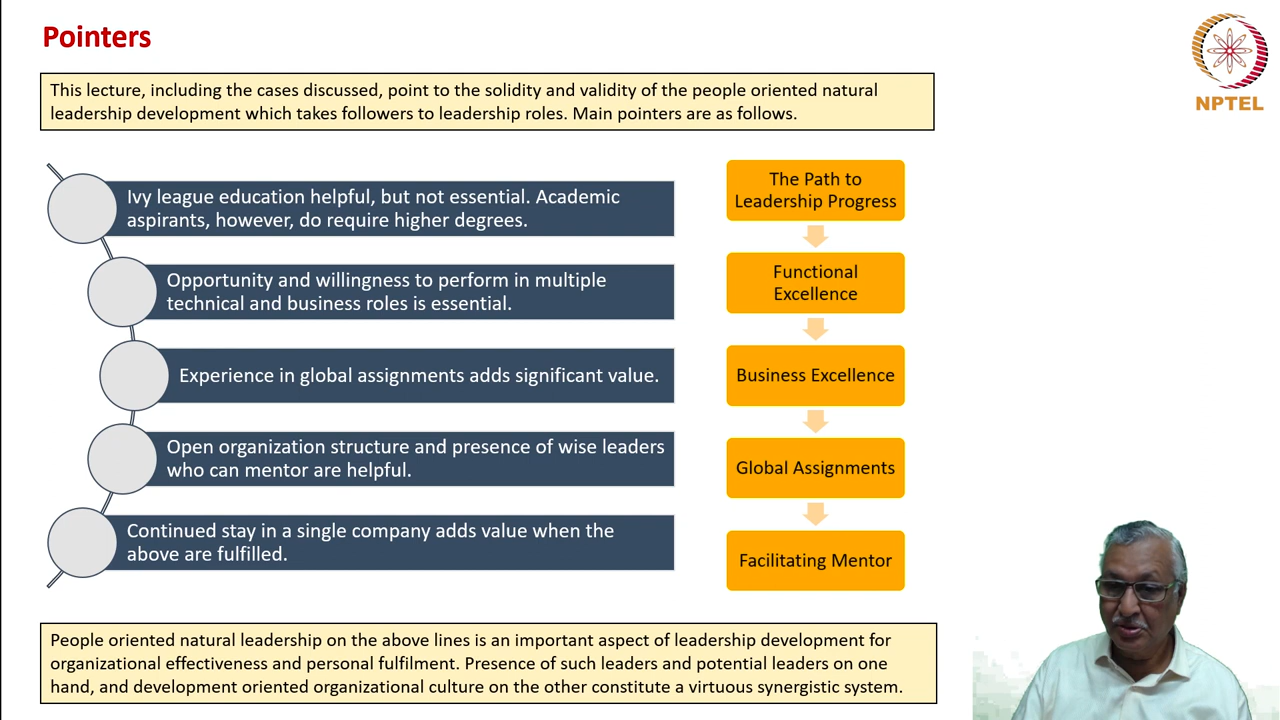 Pointers
NPTEL
This lecture, including the cases discussed, point to the solidity and validity of the people oriented natural
leadership development which takes followers to leadership roles. Main pointers are as follows.
Ivy league education helpful, but not essential. Academic
aspirants, however, do require higher degrees.
Opportunity and willingness to perform in multiple
technical and business roles is essential.
Experience in global assignments adds significant value.
Open organization structure and presence of wise leaders
who can mentor are helpful.
Continued stay in a single company adds value when the
above are fulfilled.
The Path to
Leadership Progress
Functional
Excellence
Business Excellence
Global Assignments
Facilitating Mentor
People oriented natural leadership on the above lines is an important aspect of leadership development for
organizational effectiveness and personal fulfilment. Presence of such leaders and potential leaders on one
hand, and development oriented organizational culture on the other constitute a virtuous synergistic system.